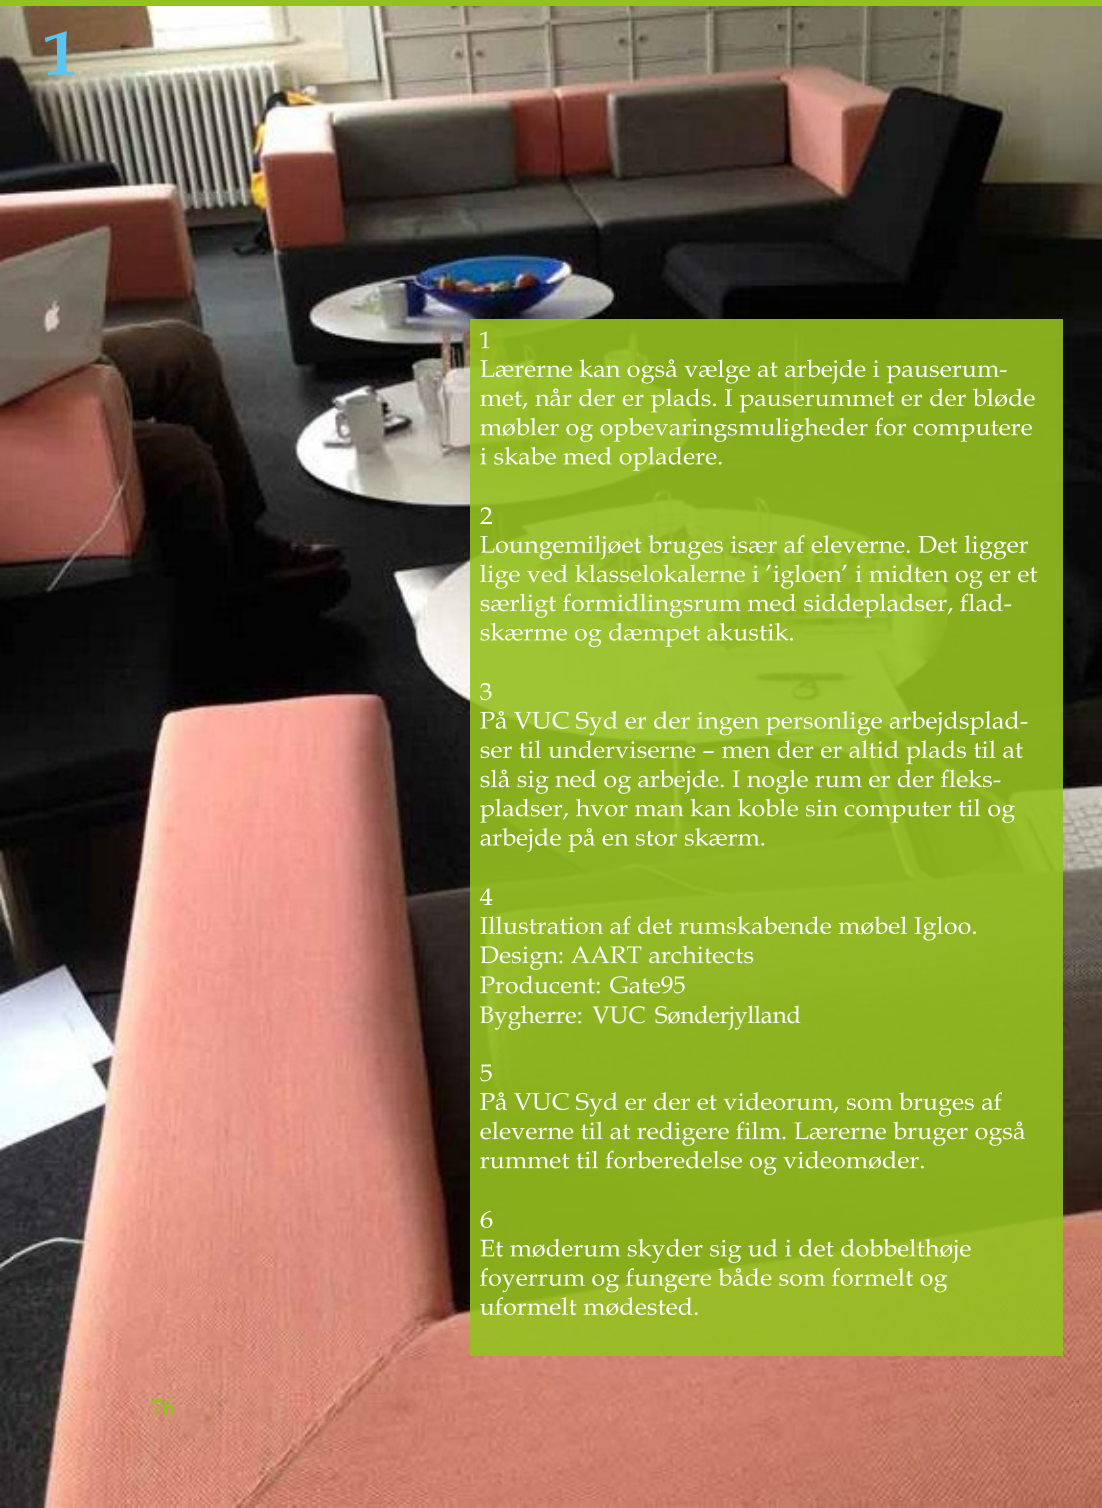 1
1
Lærerne kan også vælge at arbejde i pauserum-
met, når der er plads. I pauserummet er der bløde
møbler og opbevaringsmuligheder for computere
i skabe med opladere.
2
Loungemiljøet bruges især af eleverne. Det ligger
lige ved klasselokalerne i ’igloen’ i midten og er et
særligt formidlingsrum med siddepladser, flad-
skærme og dæmpet akustik.
3
På VUC Syd er der ingen personlige arbejdsplad-
ser til underviserne – men der er altid plads til at
slå sig ned og arbejde. I nogle rum er der fleks-
pladser, hvor man kan koble sin computer til og
arbejde på en stor skærm.
4
Illustration af det rumskabende møbel Igloo.
Design: AART architects
Producent: Gate95
Bygherre: VUC Sønderjylland
5
På VUC Syd er der et videorum, som bruges af
eleverne til at redigere film. Lærerne bruger også
rummet til forberedelse og videomøder.
6
Et møderum skyder sig ud i det dobbelthøje
foyerrum og fungere både som formelt og
uformelt mødested.
76